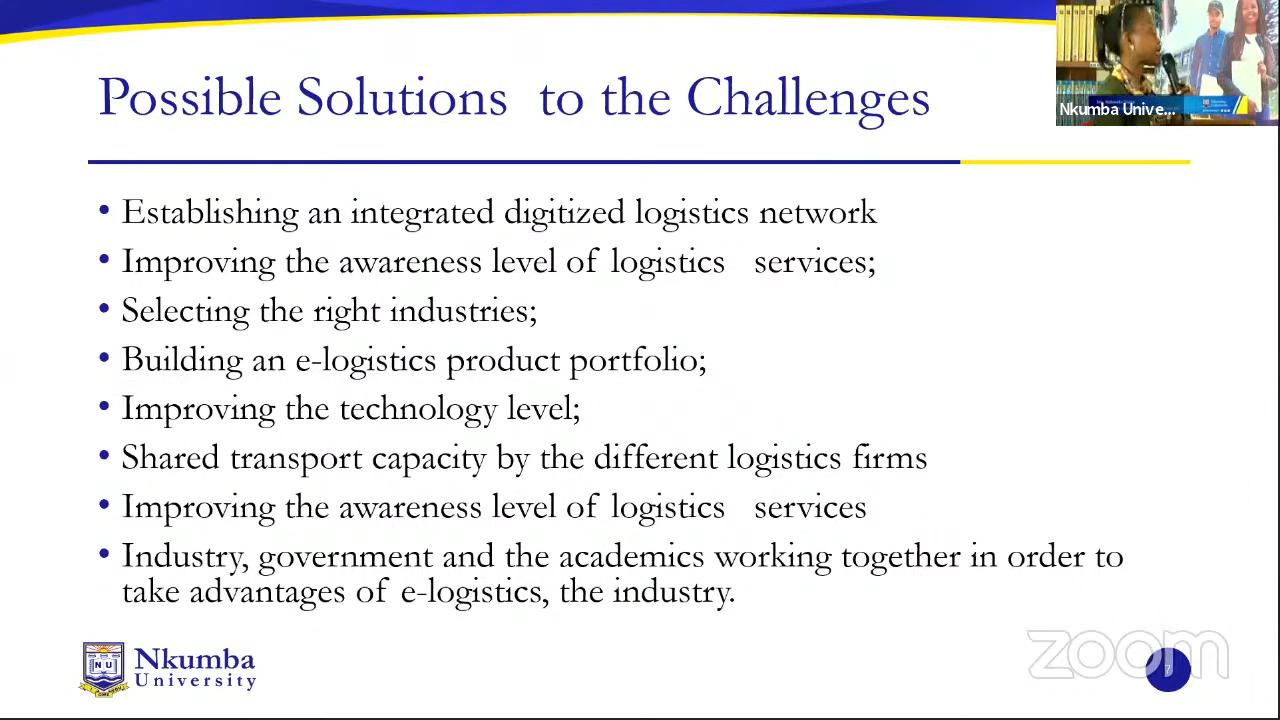 Possible Solutions to the Challenges
Nkumba Unive...
• Establishing an integrated digitized logistics network
• Improving the awareness level of logistics services;
• Selecting the right industries;
• Building an e-logistics product portfolio;
• Improving the technology level;
• Shared transport capacity by the different logistics firms
• Improving the awareness level of logistics services
• Industry, government and the academics working together in order to
take advantages of e-logistics, the industry.
NU
Nkumba
University
zoom
7